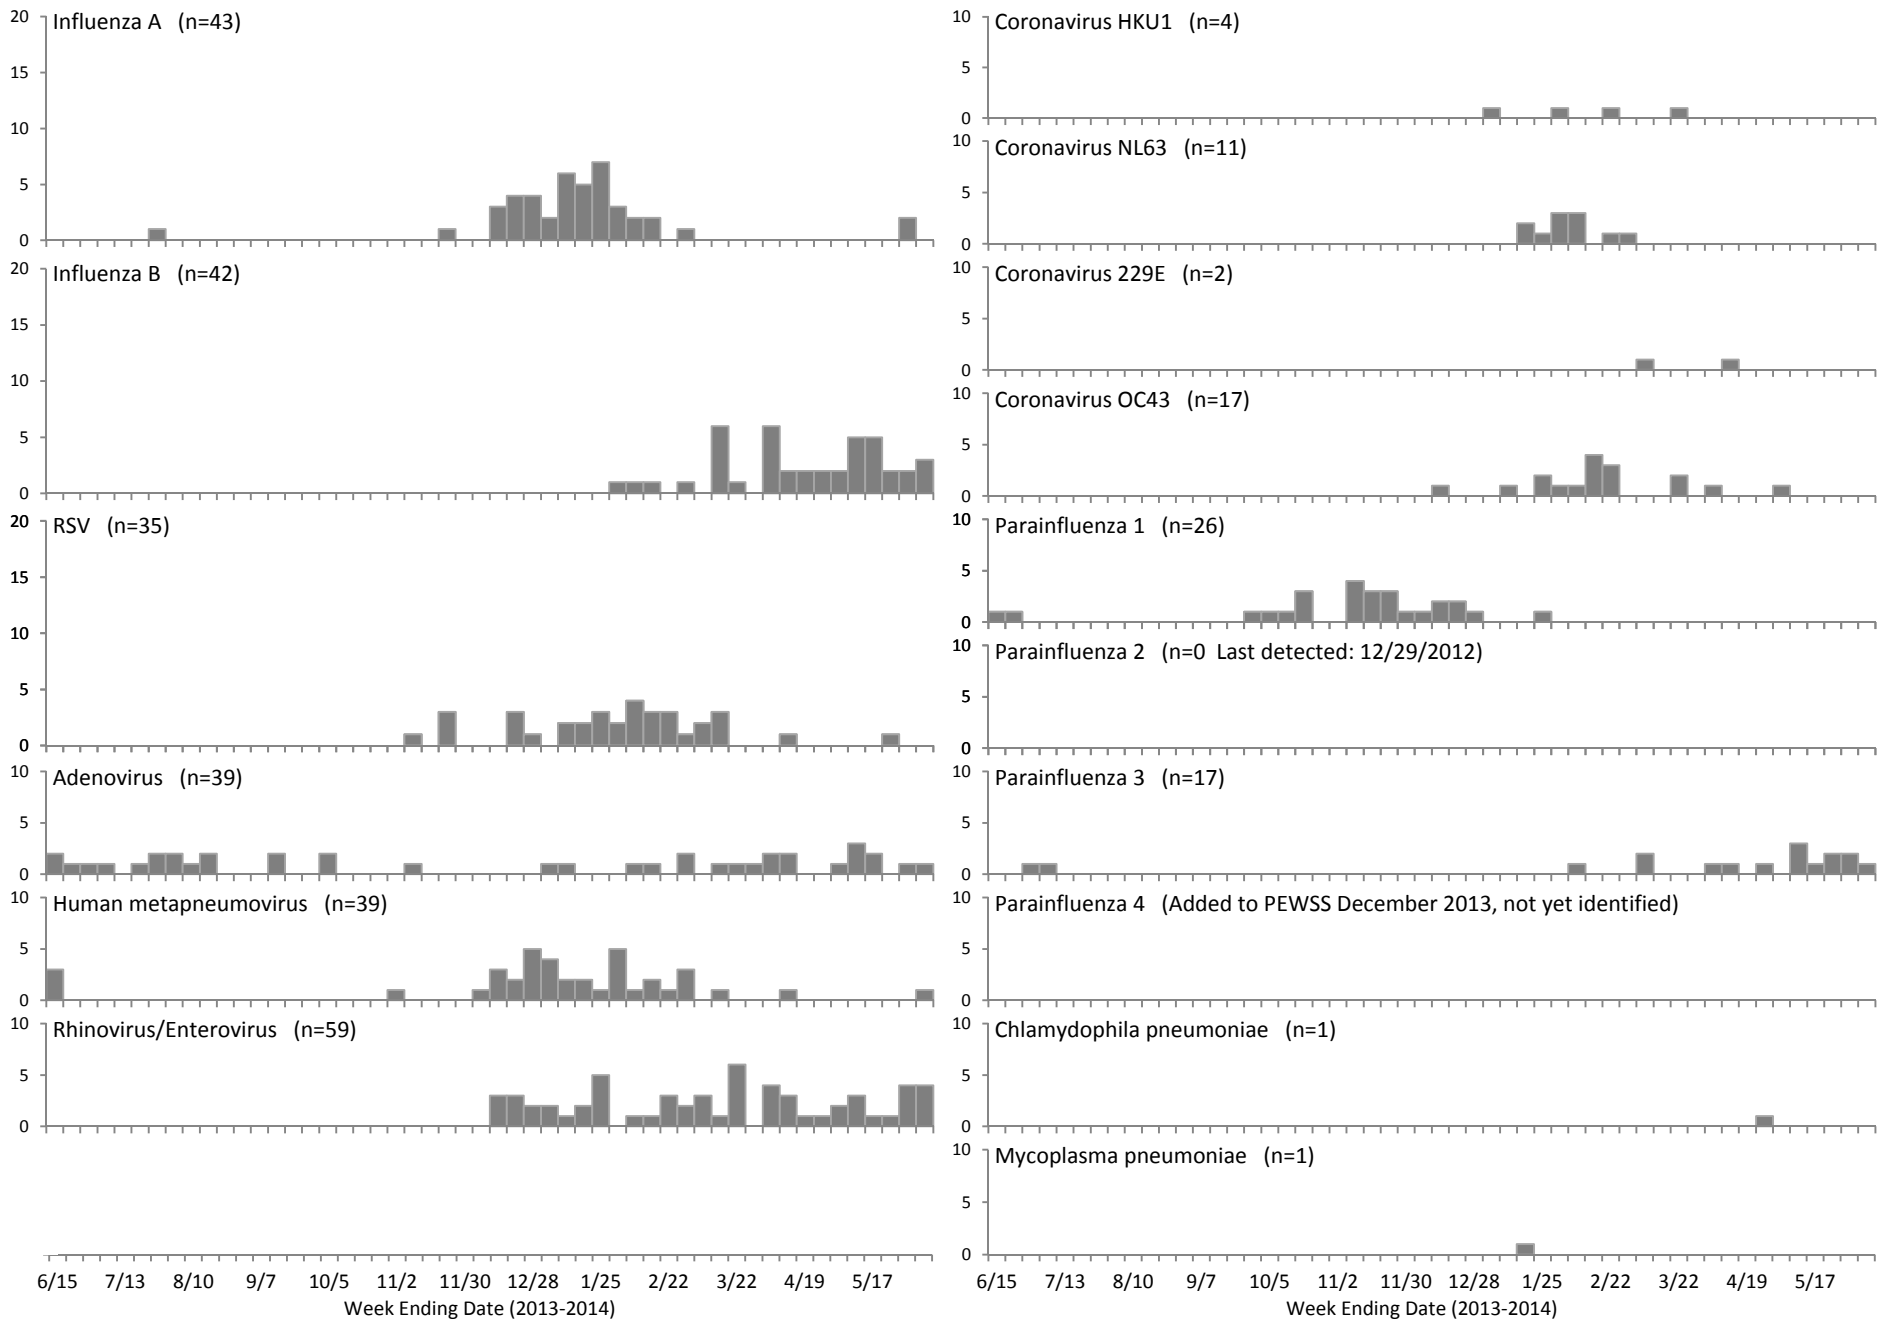 Influenza A (n=43)
20
15
10
5
0
Influenza B (n=42)
20
15
10
5
0
RSV (n=35)
20
15
10
5
0
Adenovirus (n=39)
10
5
0
Human metapneumovirus (n=39)
10
5
0
Rhinovirus/Enterovirus (n=59)
10
5
0
6/15 7/13 8/10 9/7 10/5 11/2 11/30 12/28 1/25 2/22 3/22 4/19 5/17
Week Ending Date (2013-2014)
Coronavirus HKU1 (n=4)
10
5
0
Coronavirus NL63 (n=11)
10
5
0
Coronavirus 229E (n=2)
10
5
0
Coronavirus OC43 (n=17)
10
5
0
Parainfluenza 1 (n=26)
10
5
0
Parainfluenza 2 (n=0 Last detected: 12/29/2012)
10
5
0
Parainfluenza 3 (n=17)
10
5
0
Parainfluenza 4 (Added to PEWSS December 2013, not yet identified)
10
5
0
Chlamydophila pneumoniae (n=1)
10
5
0
Mycoplasma pneumoniae (n=1)
10
5
0
6/15 7/13 8/10 9/7 10/5 11/2 11/30 12/28 1/25 2/22 3/22 4/19 5/17
Week Ending Date (2013-2014)